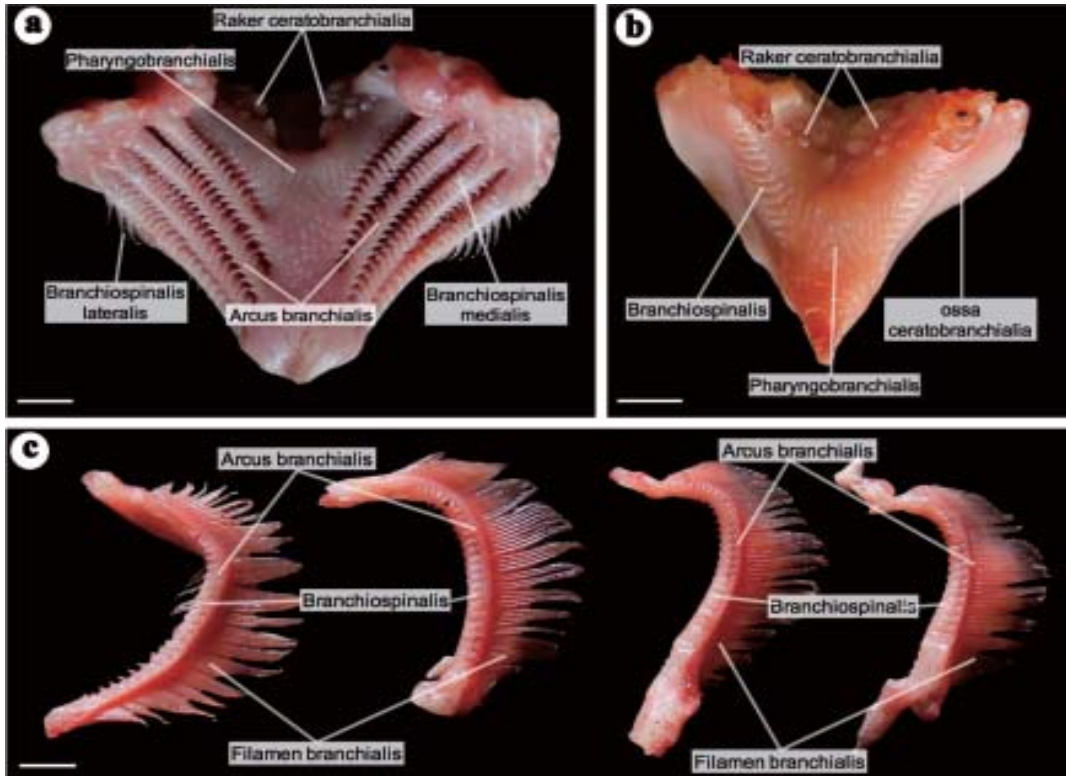 a
Raker ceratobranchialia
Pharyngobranchialis
Branchiospinalis
lateralis
Arcus branchialis
Branchiospinalis
medialis
b
Raker ceratobranchialia
Branchiospinalis
ossa
ceratobranchialia
Pharyngobranchialis
c
Arcus branchialis
Branchiospinalis
Filamen branchialis
Arcus branchialis
Branchiospinalis
Filamen branchialis